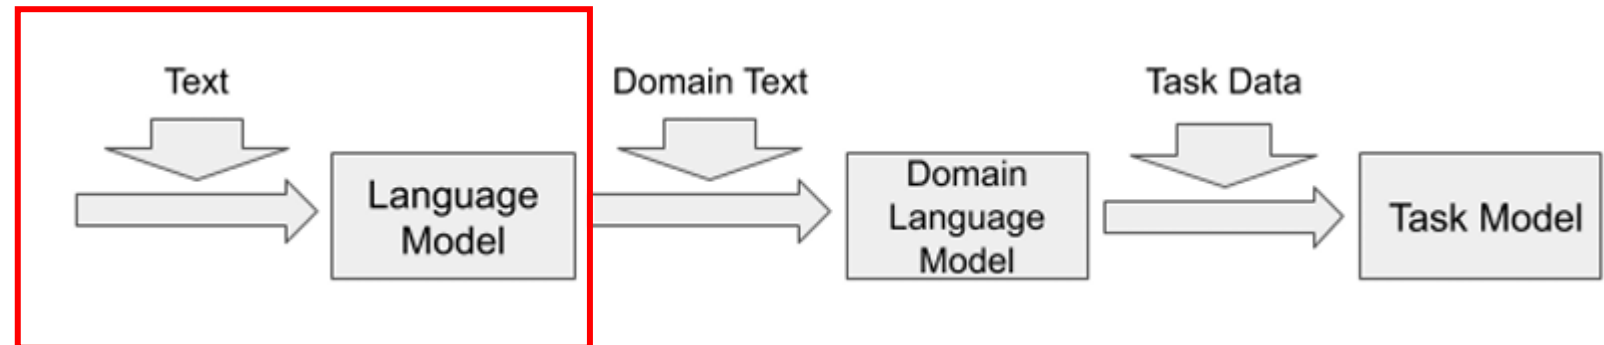 Text
Domain Text
Task Data
Language
Model
Domain
Language
Model
Task Model